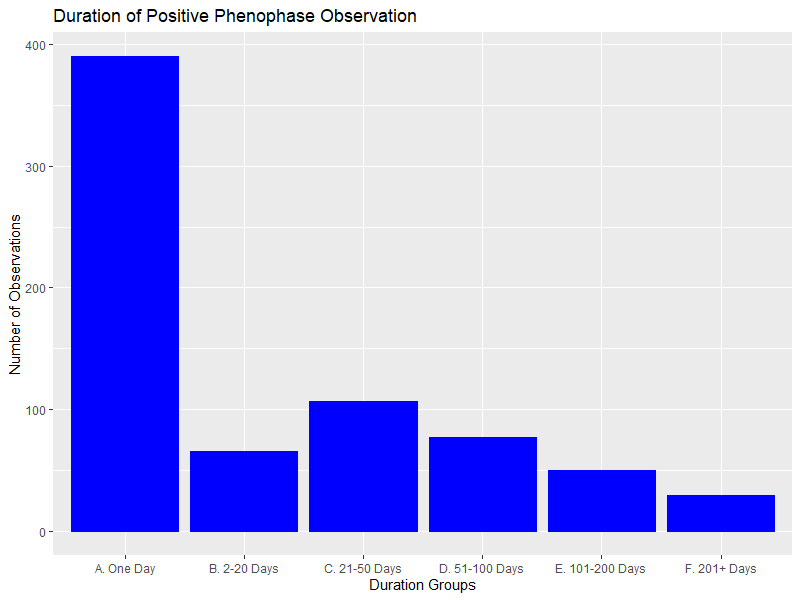 Duration of Positive Phenophase Observation
Number of Observations
400
300
200
100
0
A. One Day
B. 2-20 Days
C. 21-50 Days
D. 51-100 Days
E. 101-200 Days
F. 201+ Days
Duration Groups